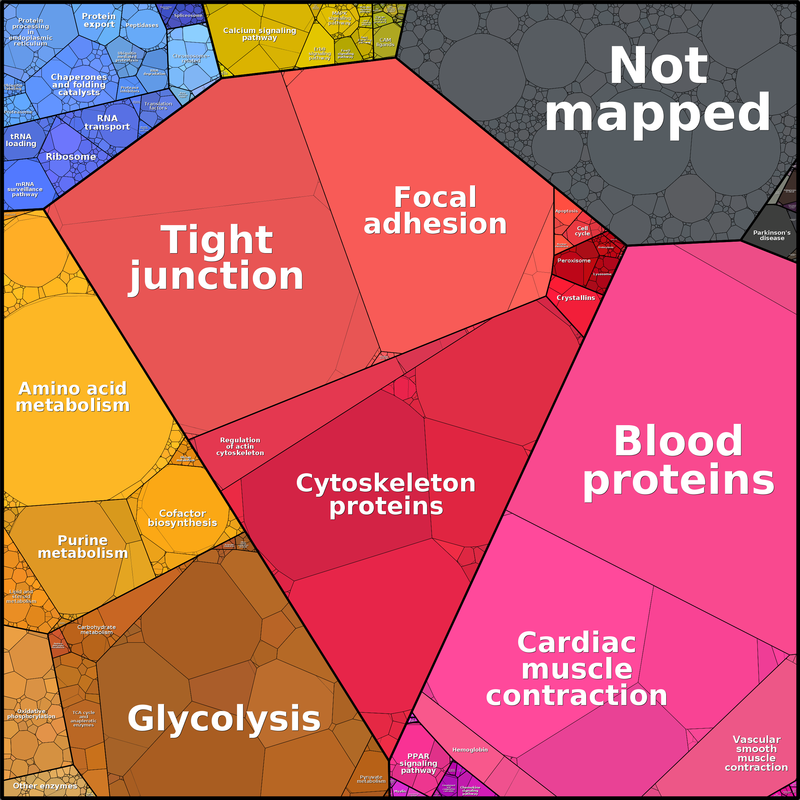 Protein
processing
in
endoplasmic
reticulum
Protein
export
Peptidases
Spliceosome
Calcium signaling
pathway
Chaperones
and folding
catalysts
Translation
factors
RNA
transport
tRNA
loading
Ribosome
mRNA
surveillance
pathway
Not
mapped
Parkinson's
disease
Tight
junction
Focal
adhesion
Apoptosis
Cell
cycle
Peroxisome
Lysosome
Crystallins
Amino acid
metabolism
Regulation
of actin
cytoskeleton
Cytoskeleton
proteins
Blood
proteins
Cofactor
biosynthesis
Purine
metabolism
Carbohydrate
metabolism
Glycolysis
Oxidative
phosphorylation
TCA cycle
and
anaplerotic
enzymes
Other enzymes
Pyruvate
metabolism
Cardiac
muscle
contraction
PPAR
signaling
pathway
Hemoglobin
Vascular
smooth
muscle
contraction